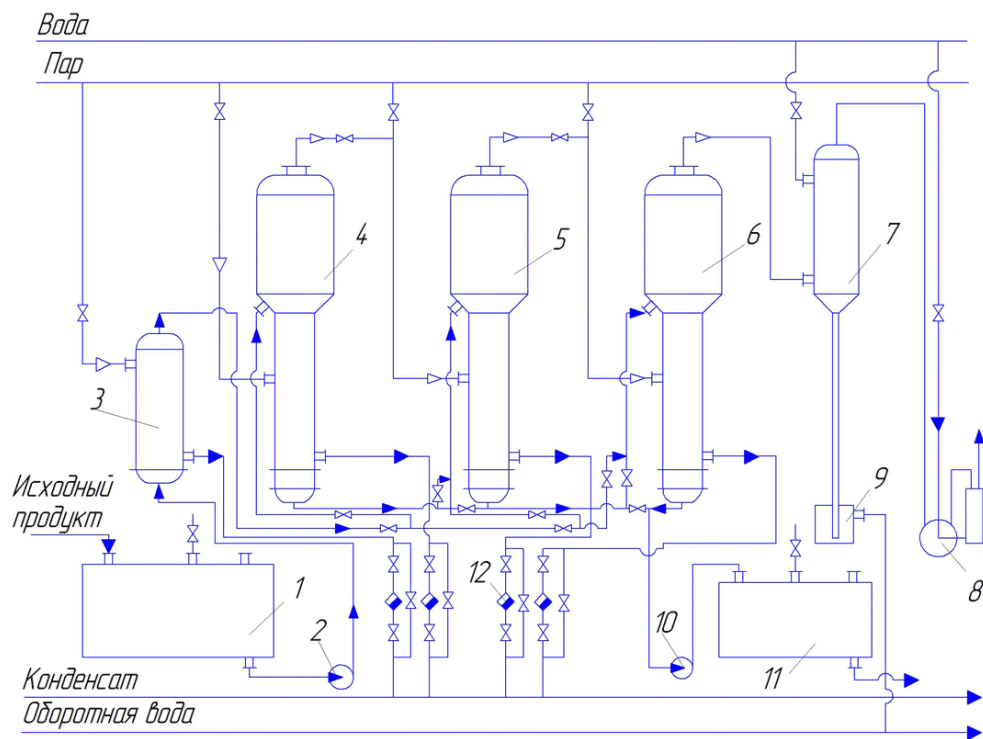 Вода
Пар
4
5
6
7
3
Исходный
продукт
9
12
1
2
10
11
8
Конденсат
Оборотная вода